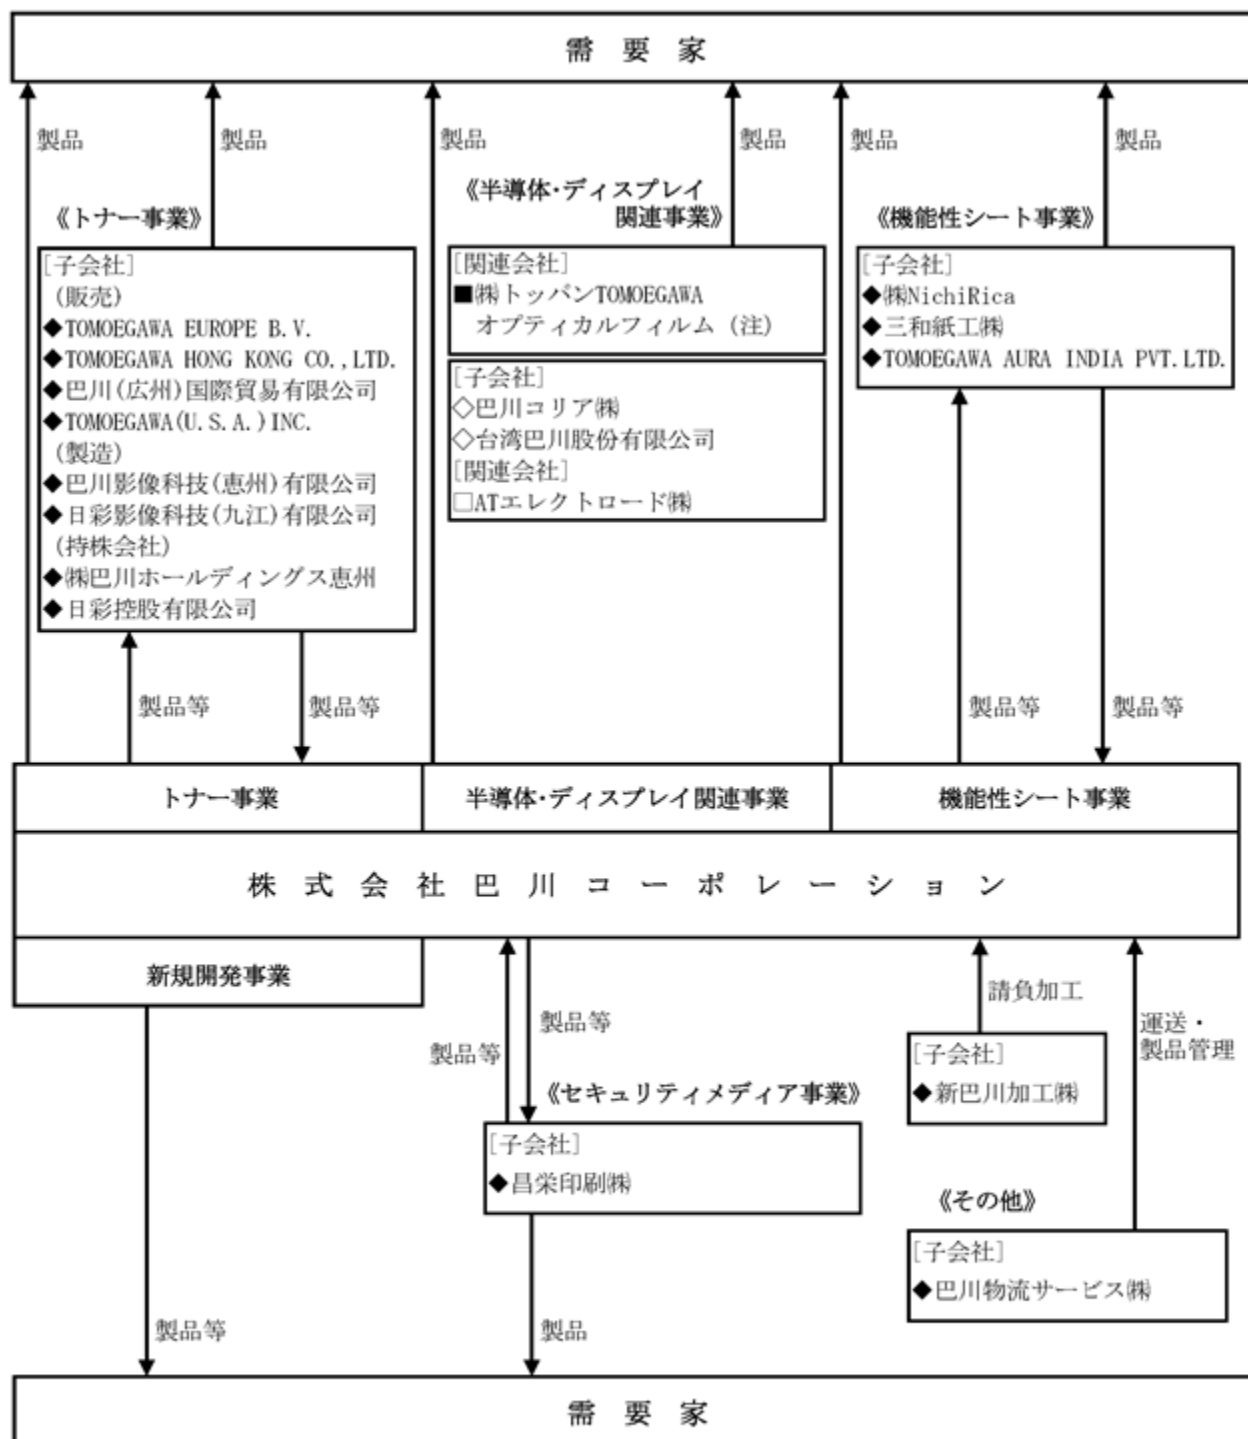 需 要 家
製品
製品
製品
製品
製品
製品
《トナー事業》
[子会社]
(販売)
◆TOMOEGAWA EUROPE B.V.
◆TOMOEGAWA HONG KONG CO.,LTD.
◆巴川(広州)国際貿易有限公司
◆TOMOEGAWA(U.S.A.)INC.
(製造)
◆巴川影像科技(恵州)有限公司
◆日彩影像科技(九江)有限公司
(持株会社)
◆㈱巴川ホールディングス恵州
◆日彩控股有限公司
《半導体・ディスプレイ
関連事業》
[関連会社]
■㈱トッパンTOMOEGAWA
オプティカルフィルム (注)
[子会社]
◇巴川コリア㈱
◇台湾巴川股份有限公司
[関連会社]
□ATエレクトロード㈱
《機能性シート事業》
[子会社]
◆㈱NichiRica
◆三和紙工㈱
◆TOMOEGAWA AURA INDIA PVT.LTD.
製品等
製品等
製品等
製品等
トナー事業
半導体・ディスプレイ関連事業
機能性シート事業
株 式 会 社 巴 川 コ ー ポ レ ー シ ョ ン
新規開発事業
製品等
製品等
製品等
《セキュリティメディア事業》
[子会社]
◆昌栄印刷㈱
製品
請負加工
[子会社]
◆新巴川加工㈱
運送・
製品管理
《その他》
[子会社]
◆巴川物流サービス㈱
需 要 家